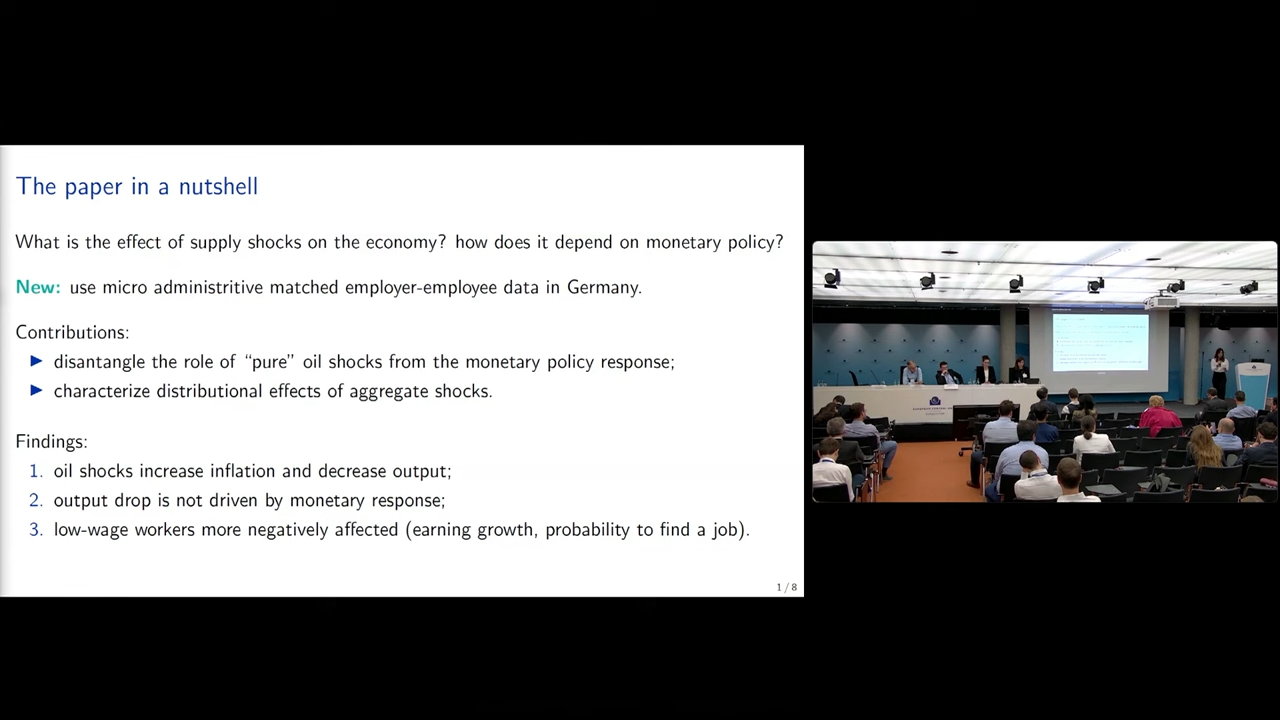 The paper in a nutshell
What is the effect of supply shocks on the economy? how does it depend on monetary policy?
New: use micro administritive matched employer-employee data in Germany.
Contributions:
▶ disantangle the role of “pure” oil shocks from the monetary policy response;
▶ characterize distributional effects of aggregate shocks.
Findings:
1. oil shocks increase inflation and decrease output;
2. output drop is not driven by monetary response;
3. low-wage workers more negatively affected (earning growth, probability to find a job).
1 / 8